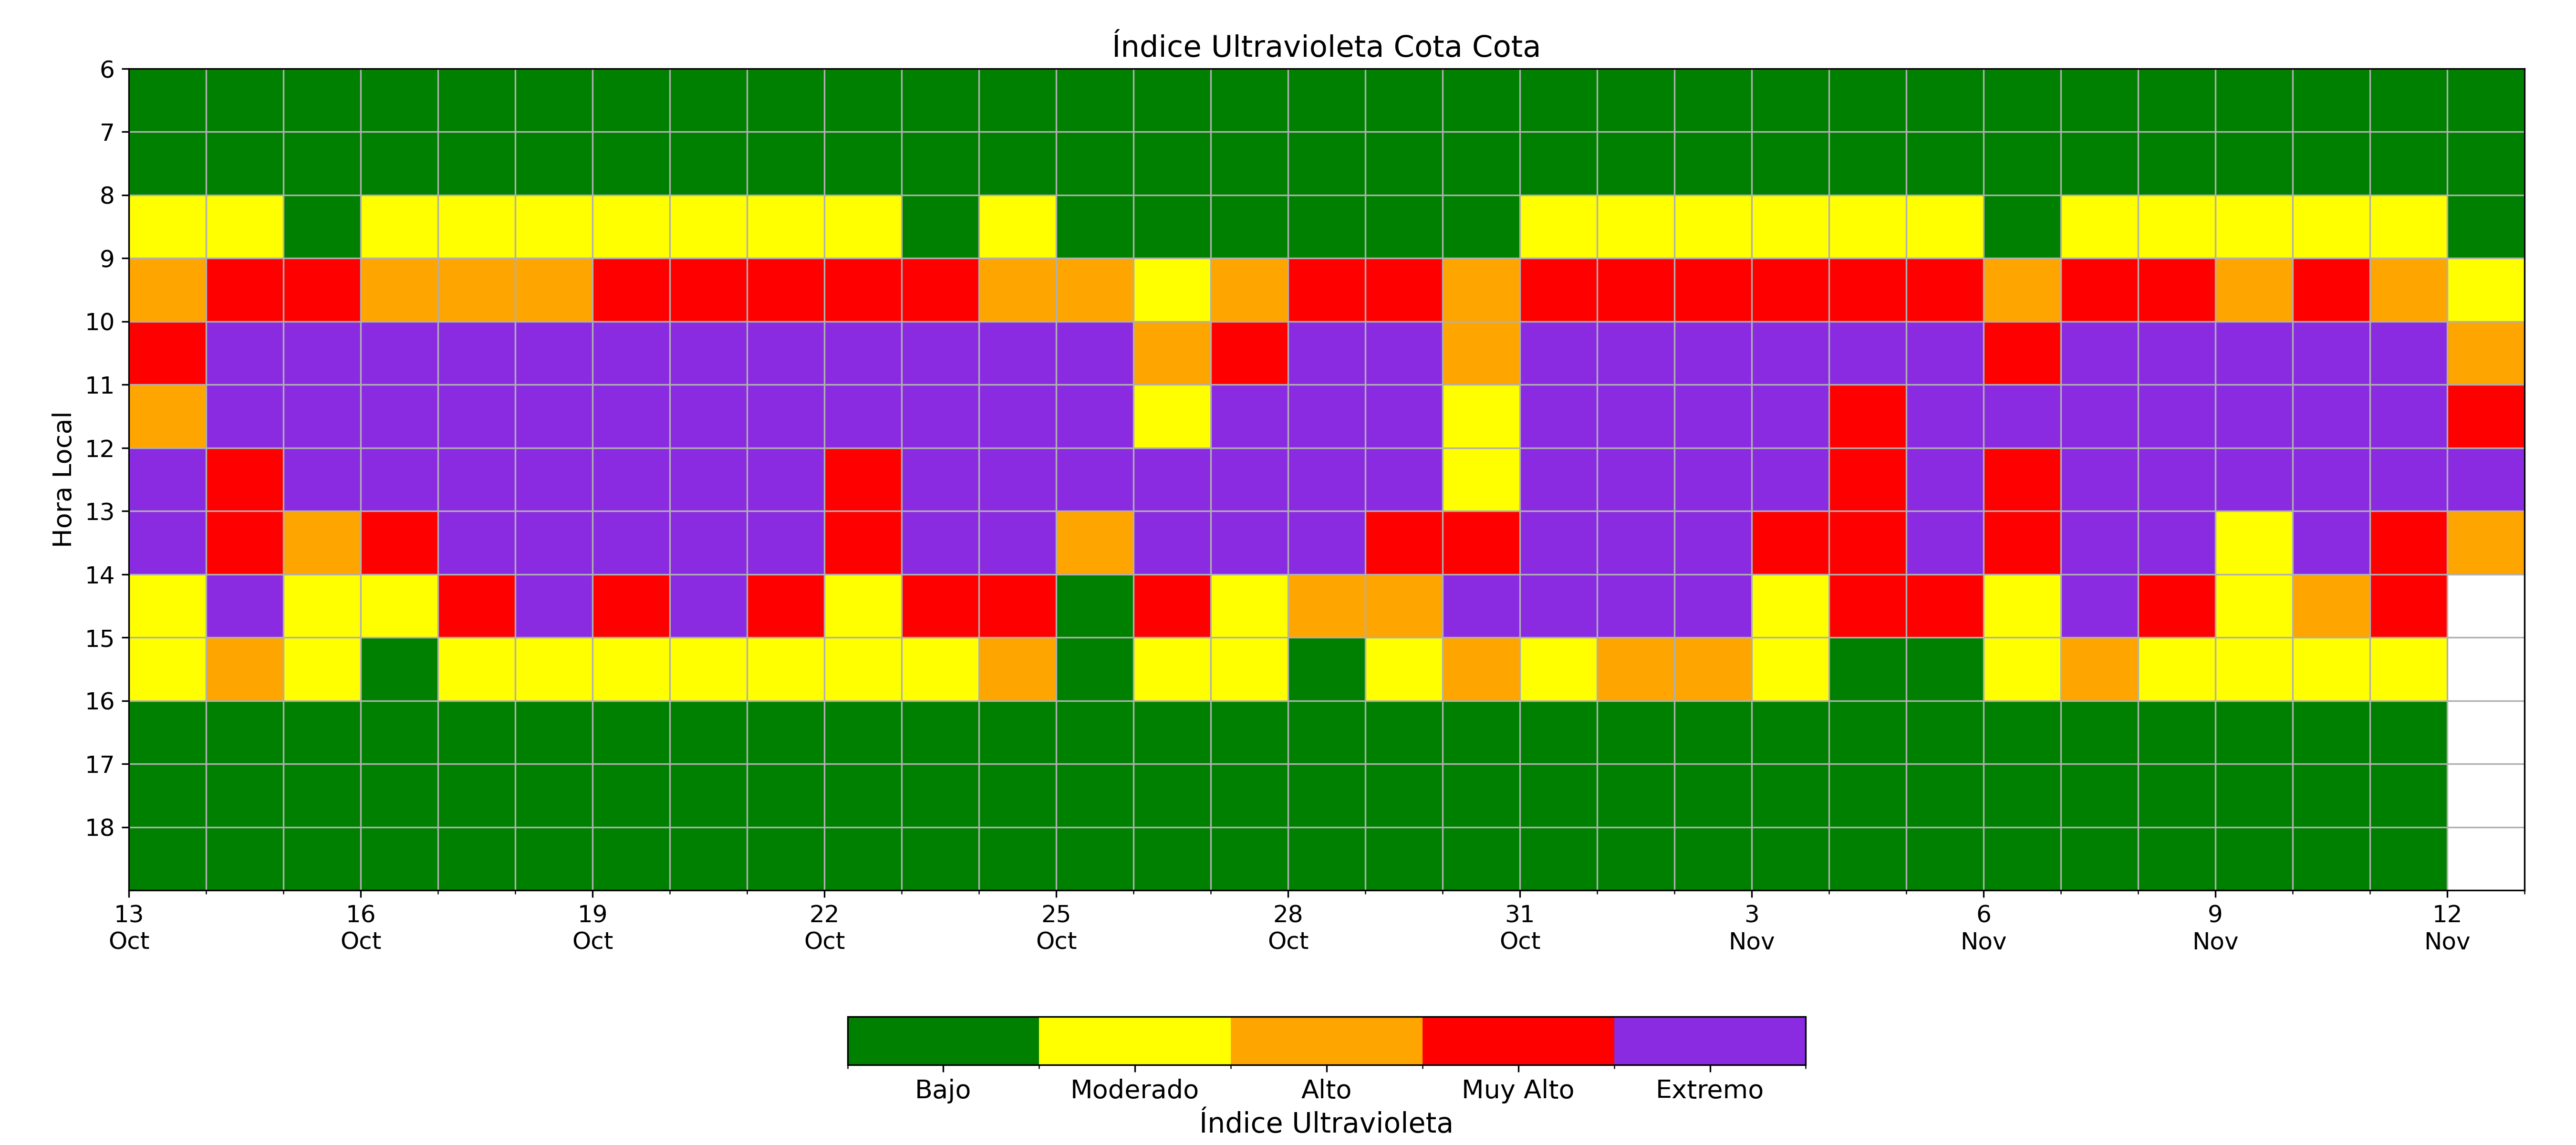 Índice Ultravioleta Cota Cota
6
7
8
9
10
11
12
13
14
15
16
17
18
Hora Local
13 16 19 22 25 28 31 3 6 9 12
Oct Oct Oct Oct Oct Oct Oct Nov Nov Nov Nov
Bajo Moderado Alto Muy Alto Extremo
Índice Ultravioleta